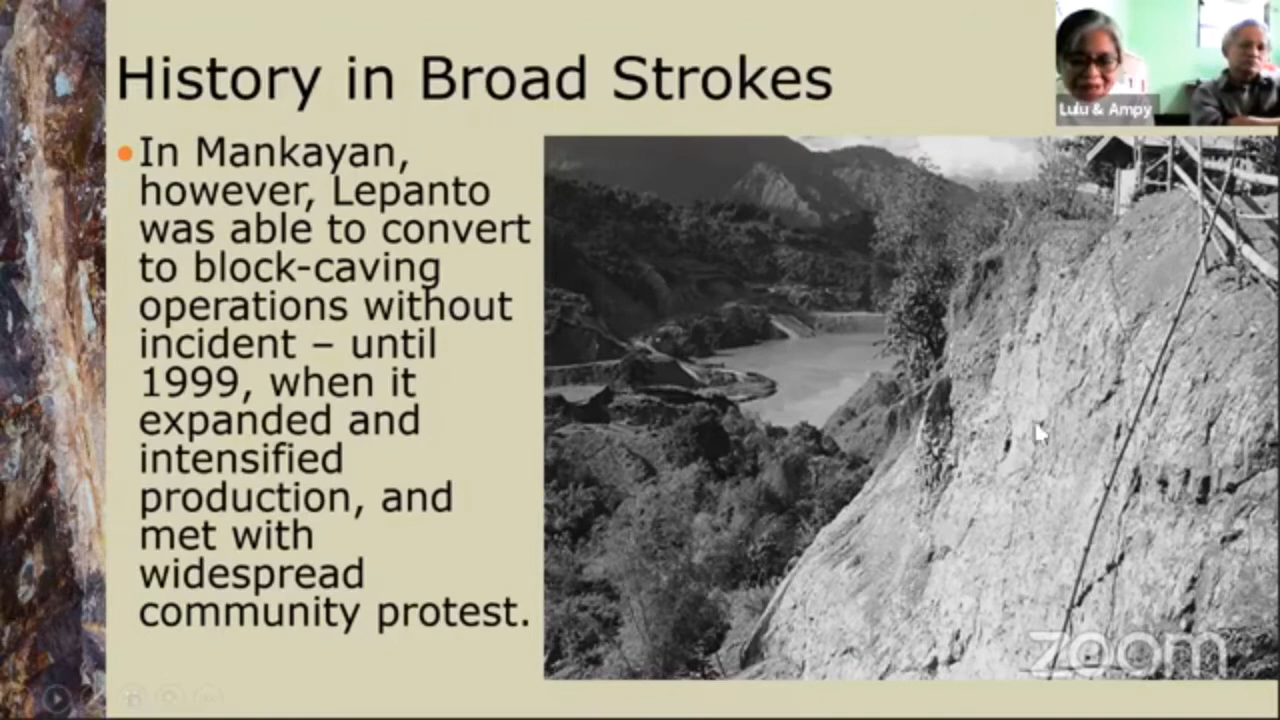 History in Broad Strokes
Lulu & Ampy
In Mankayan,
however, Lepanto
was able to convert
to block-caving
operations without
incident – until
1999, when it
expanded and
intensified
production, and
met with
widespread
community protest.
zoom